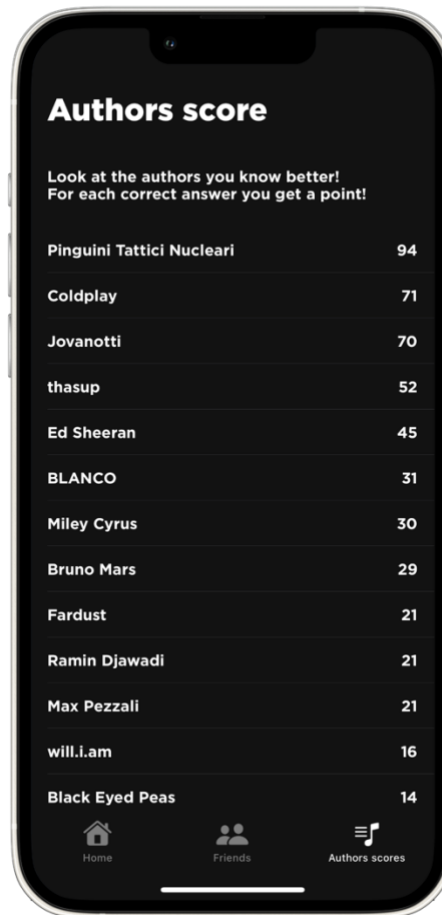 Authors score
Look at the authors you know better!
For each correct answer you get a point!
Pinguini Tattici Nucleari 94
Coldplay 71
Jovanotti 70
thasup 52
Ed Sheeran 45
BLANCO 31
Miley Cyrus 30
Bruno Mars 29
Fardust 21
Ramin Djawadi 21
Max Pezzali 21
will.i.am 16
Black Eyed Peas 14
Home Friends Authors scores